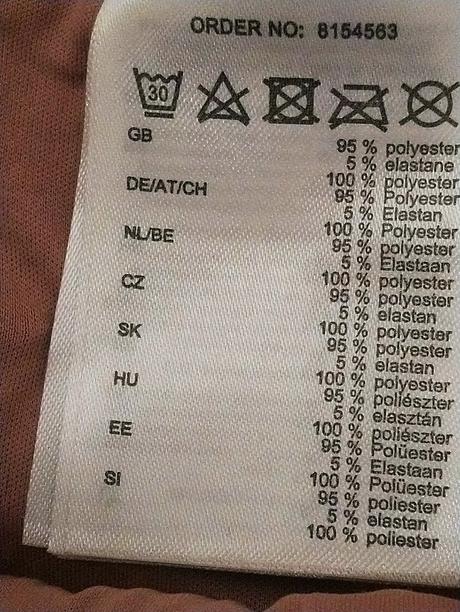 ORDER NO: 8154563
30
GB 95 % polyester
5 % elastane
100 % polyester
DE/AT/CH 95 % Polyester
5 % Elastan
100 % Polyester
NL/BE 95 % polyester
5 % Elastaan
100 % polyester
CZ 95 % polyester
5 % elastan
100 % polyester
SK 95 % polyester
5 % elastan
100 % polyester
HU 95 % poliészter
5 % elasztán
100 % poliészter
EE 95 % Polüester
5 % Elastaan
100 % Polüester
SI 95 % poliester
5 % elastan
100 % poliester